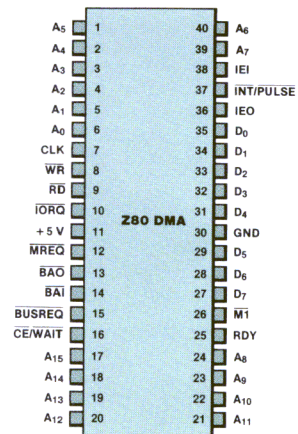 A5 1 40 A6
A4 2 39 A7
A3 3 38 IEI
A2 4 37 INT/PULSE
A1 5 36 IEO
A0 6 35 D0
CLK 7 34 D1
WR 8 33 D2
RD 9 32 D3
IORQ 10 31 D4
+5 V 11 Z80 DMA 30 GND
MREQ 12 29 D5
BAO 13 28 D6
BAI 14 27 D7
BUSREQ 15 26 M1
CE/WAIT 16 25 RDY
A15 17 24 A8
A14 18 23 A9
A13 19 22 A10
A12 20 21 A11